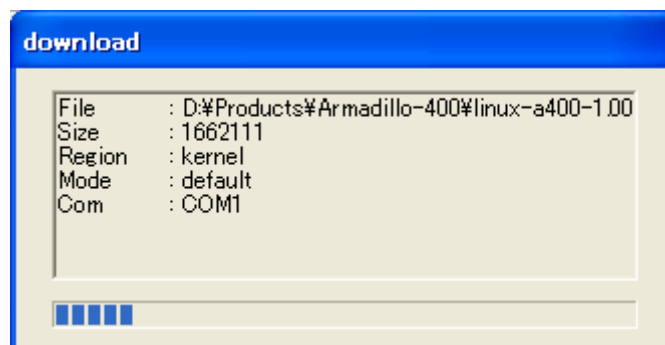 download
File : D:¥Products¥Armadillo-400¥linux-a400-1.00
Size : 1662111
Region : kernel
Mode : default
Com : COM1